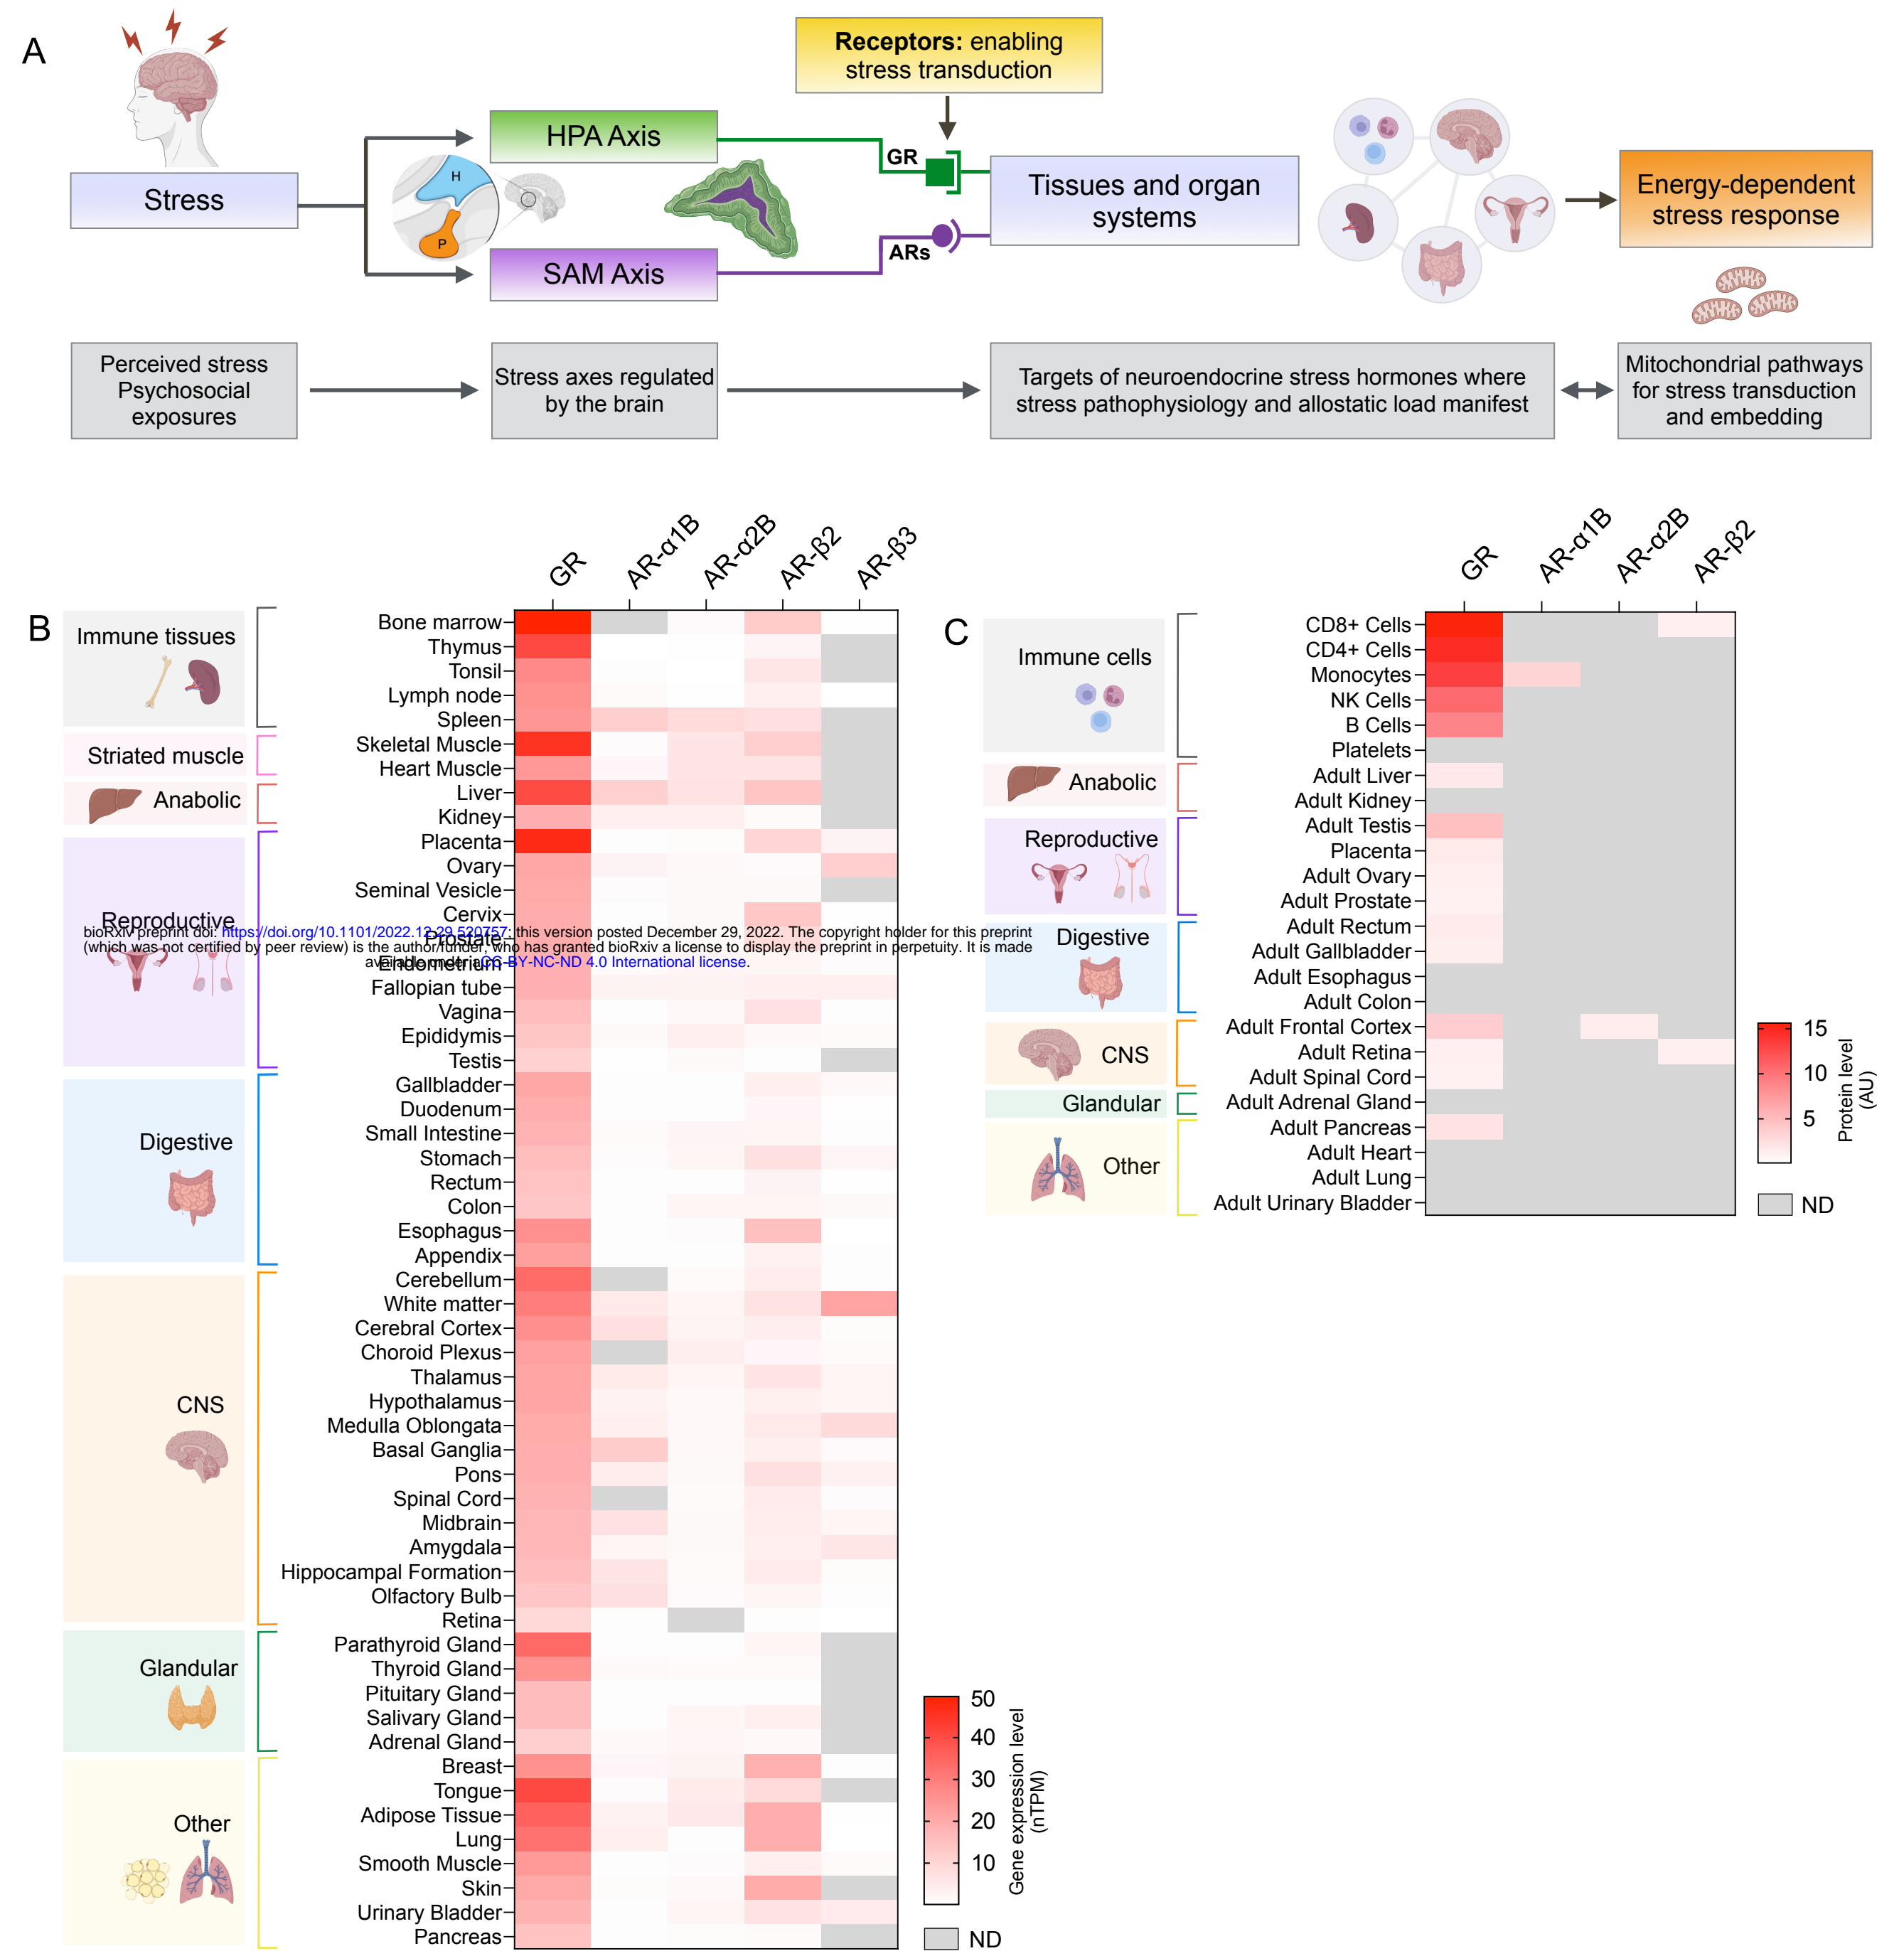 A
Receptors: enabling
stress transduction
Stress
HPA Axis
SAM Axis
H
P
GR
ARs
Tissues and organ
systems
Energy-dependent
stress response
Perceived stress
Psychosocial
exposures
Stress axes regulated
by the brain
Targets of neuroendocrine stress hormones where
stress pathophysiology and allostatic load manifest
Mitochondrial pathways
for stress transduction
and embedding
B
GR
AR-α1B
AR-α2B
AR-β2
AR-β3
Immune tissues
Striated muscle
Anabolic
Reproductive
Digestive
CNS
Glandular
Other
Bone marrow
Thymus
Tonsil
Lymph node
Spleen
Skeletal Muscle
Heart Muscle
Liver
Kidney
Placenta
Ovary
Seminal Vesicle
Cervix
Prostate
Endometrium
Fallopian tube
Vagina
Epididymis
Testis
Gallbladder
Duodenum
Small Intestine
Stomach
Rectum
Colon
Esophagus
Appendix
Cerebellum
White matter
Cerebral Cortex
Choroid Plexus
Thalamus
Hypothalamus
Medulla Oblongata
Basal Ganglia
Pons
Spinal Cord
Midbrain
Amygdala
Hippocampal Formation
Olfactory Bulb
Retina
Parathyroid Gland
Thyroid Gland
Pituitary Gland
Salivary Gland
Adrenal Gland
Breast
Tongue
Adipose Tissue
Lung
Smooth Muscle
Skin
Urinary Bladder
Pancreas
50
40
30
20
10
Gene expression level
(nTPM)
ND
bioRxiv preprint doi: https://doi.org/10.1101/2022.12.29.520757; this version posted December 29, 2022. The copyright holder for this preprint
(which was not certified by peer review) is the author/funder, who has granted bioRxiv a license to display the preprint in perpetuity. It is made
available under aCC-BY-NC-ND 4.0 International license.
C
GR
AR-α1B
AR-α2B
AR-β2
Immune cells
Anabolic
Reproductive
Digestive
CNS
Glandular
Other
CD8+ Cells
CD4+ Cells
Monocytes
NK Cells
B Cells
Platelets
Adult Liver
Adult Kidney
Adult Testis
Placenta
Adult Ovary
Adult Prostate
Adult Rectum
Adult Gallbladder
Adult Esophagus
Adult Colon
Adult Frontal Cortex
Adult Retina
Adult Spinal Cord
Adult Adrenal Gland
Adult Pancreas
Adult Heart
Adult Lung
Adult Urinary Bladder
15
10
5
Protein level
(AU)
ND